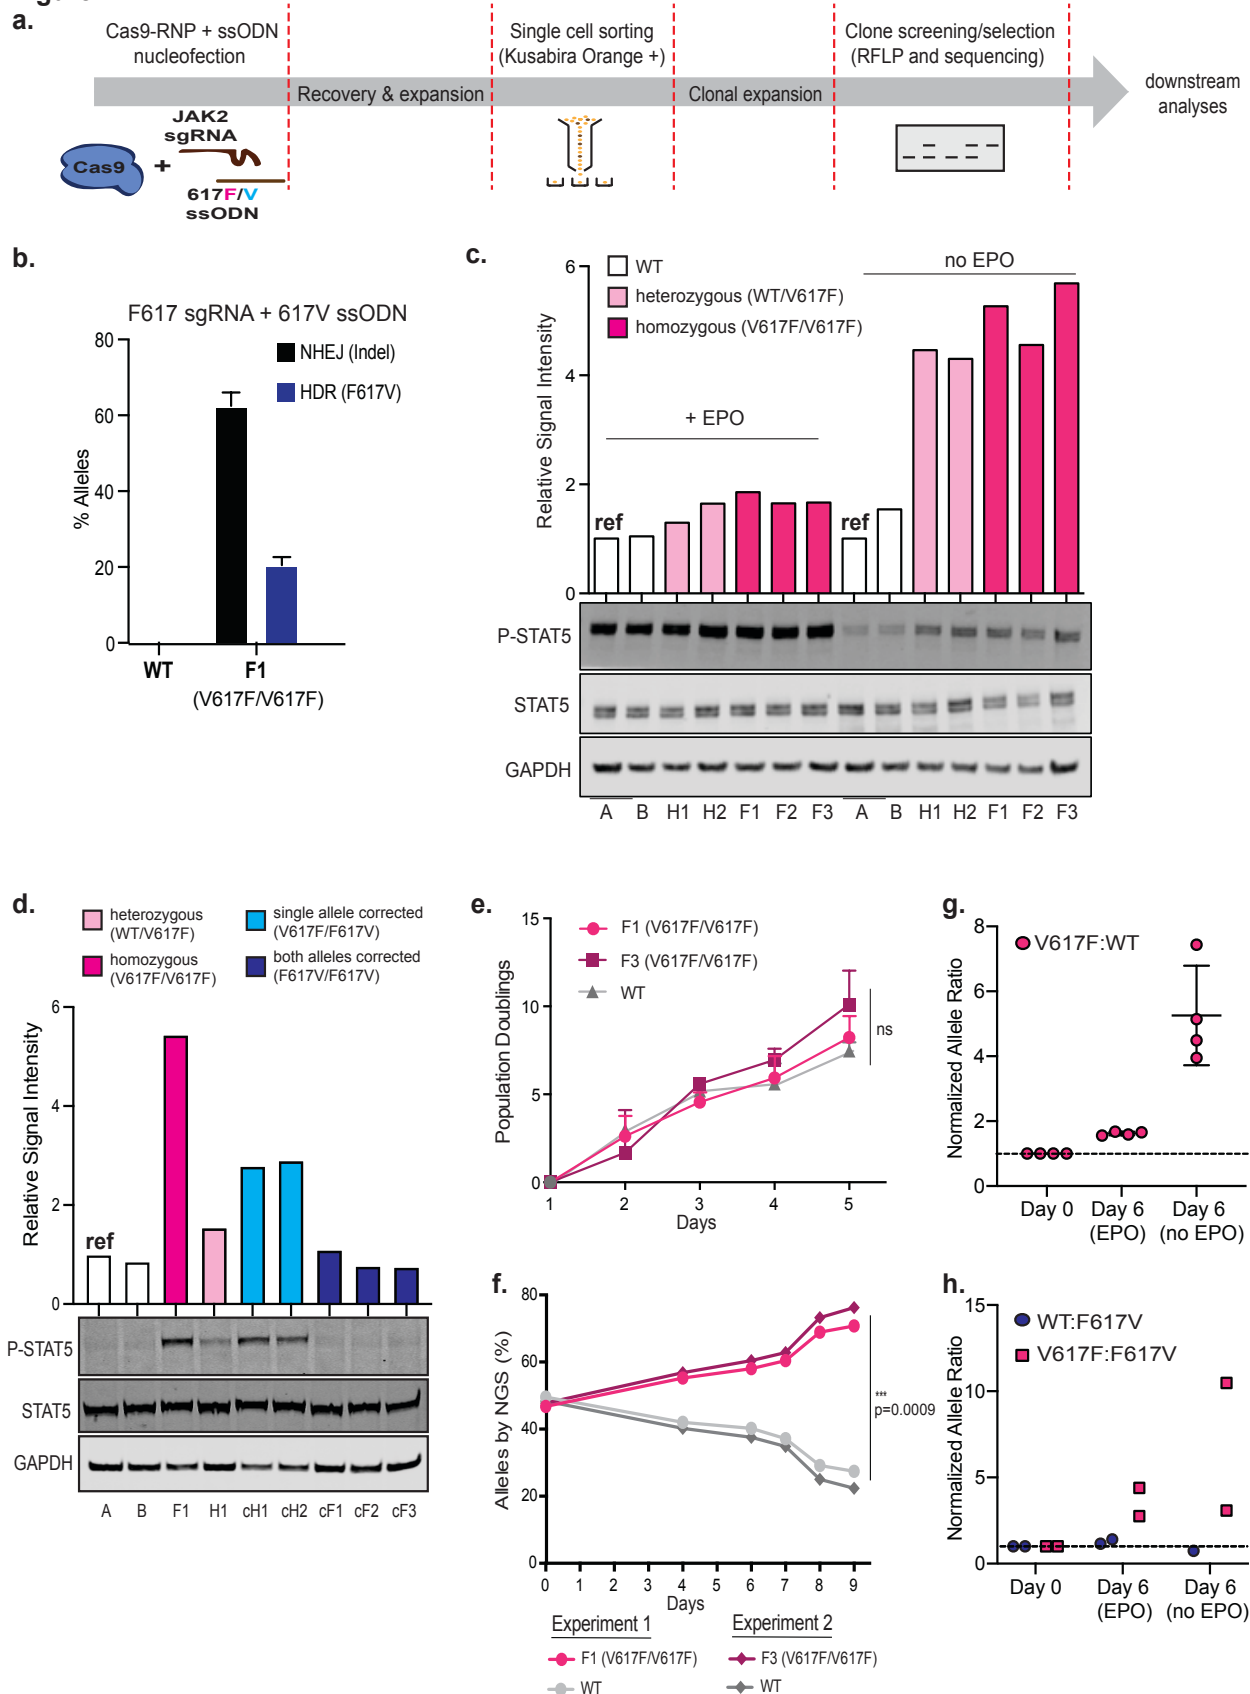 a.
Cas9-RNP + ssODN
nucleofection
Single cell sorting
(Kusabira Orange +)
Clone screening/selection
(RFLP and sequencing)
Recovery & expansion
Clonal expansion
downstream
analyses
JAK2
sgRNA
Cas9
+
617F/V
ssODN
b.
F617 sgRNA + 617V ssODN
80
60
40
20
0
% Alleles
NHEJ (Indel)
HDR (F617V)
WT
F1
(V617F/V617F)
c.
6
4
2
0
Relative Signal Intensity
WT
heterozygous (WT/V617F)
homozygous (V617F/V617F)
no EPO
+ EPO
ref
ref
P-STAT5
STAT5
GAPDH
A B H1 H2 F1 F2 F3 A B H1 H2 F1 F2 F3
d.
heterozygous
(WT/V617F)
single allele corrected
(V617F/F617V)
homozygous
(V617F/V617F)
both alleles corrected
(F617V/F617V)
6
4
2
0
Relative Signal Intensity
ref
P-STAT5
STAT5
GAPDH
A B F1 H1 cH1 cH2 cF1 cF2 cF3
e.
15
10
5
0
Population Doublings
F1 (V617F/V617F)
F3 (V617F/V617F)
WT
ns
1 2 3 4 5
Days
f.
80
60
40
20
0
Alleles by NGS (%)
***
p=0.0009
0 1 2 3 4 5 6 7 8 9
Days
Experiment 1
Experiment 2
F1 (V617F/V617F)
F3 (V617F/V617F)
WT
WT
g.
8
6
4
2
0
Normalized Allele Ratio
V617F:WT
Day 0
Day 6
(EPO)
Day 6
(no EPO)
h.
15
10
5
0
Normalized Allele Ratio
WT:F617V
V617F:F617V
Day 0
Day 6
(EPO)
Day 6
(no EPO)